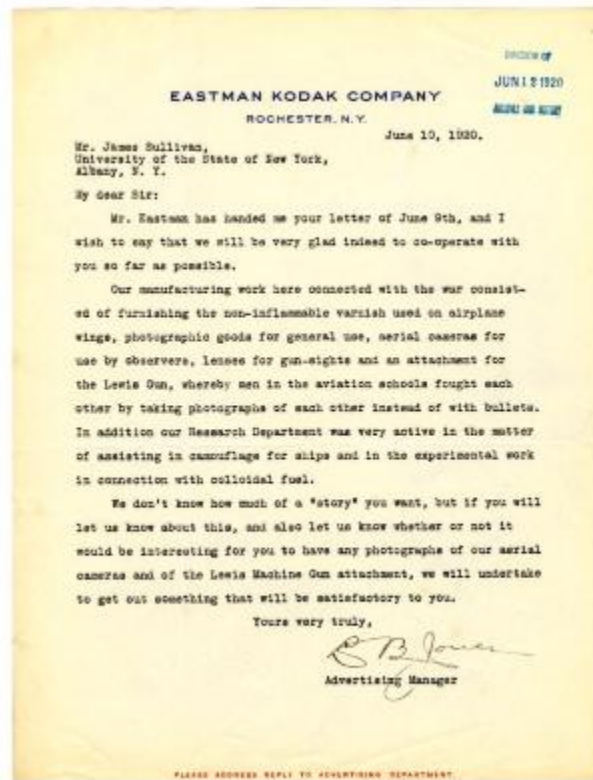 DIVISION of
JUN 12 1920
ARCHIVES AND HISTORY
EASTMAN KODAK COMPANY
ROCHESTER, N.Y.
June 10, 1920.
Mr. James Sullivan,
University of the State of New York,
Albany, N. Y.
My dear Sir:
Mr. Eastman has handed me your letter of June 9th, and I
wish to say that we will be very glad indeed to co-operate with
you so far as possible.
Our manufacturing work here connected with the war consist-
ed of furnishing the non-inflammable varnish used on airplane
wings, photographic goods for general use, aerial cameras for
use by observers, lenses for gun-sights and an attachment for
the Lewis Gun, whereby men in the aviation schools fought each
other by taking photographs of each other instead of with bullets.
In addition our Research Department was very active in the matter
of assisting in camouflage for ships and in the experimental work
in connection with colloidal fuel.
We don't know how much of a "story" you want, but if you will
let us know about this, and also let us know whether or not it
would be interesting for you to have any photographs of our aerial
cameras and of the Lewis Machine Gun attachment, we will undertake
to get out something that will be satisfactory to you.
Yours very truly,
L B Jones
Advertising Manager
PLEASE ADDRESS REPLY TO ADVERTISING DEPARTMENT.